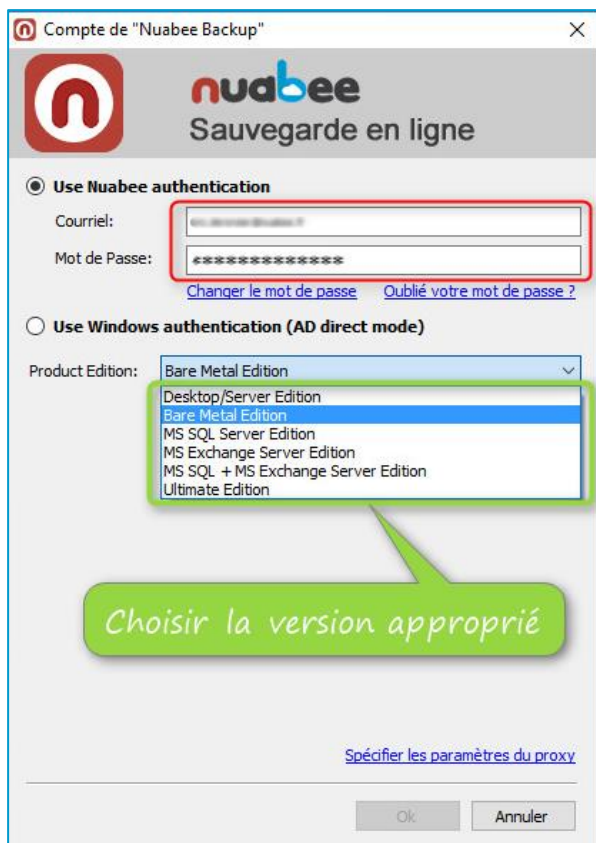 Compte de "Nuabee Backup"
nuabee
Sauvegarde en ligne
Use Nuabee authentication
Courriel:
Mot de Passe: *************
Changer le mot de passe Oublié votre mot de passe ?
Use Windows authentication (AD direct mode)
Product Edition: Bare Metal Edition
Desktop/Server Edition
Bare Metal Edition
MS SQL Server Edition
MS Exchange Server Edition
MS SQL + MS Exchange Server Edition
Ultimate Edition
Choisir la version approprié
Spécifier les paramètres du proxy
Ok Annuler